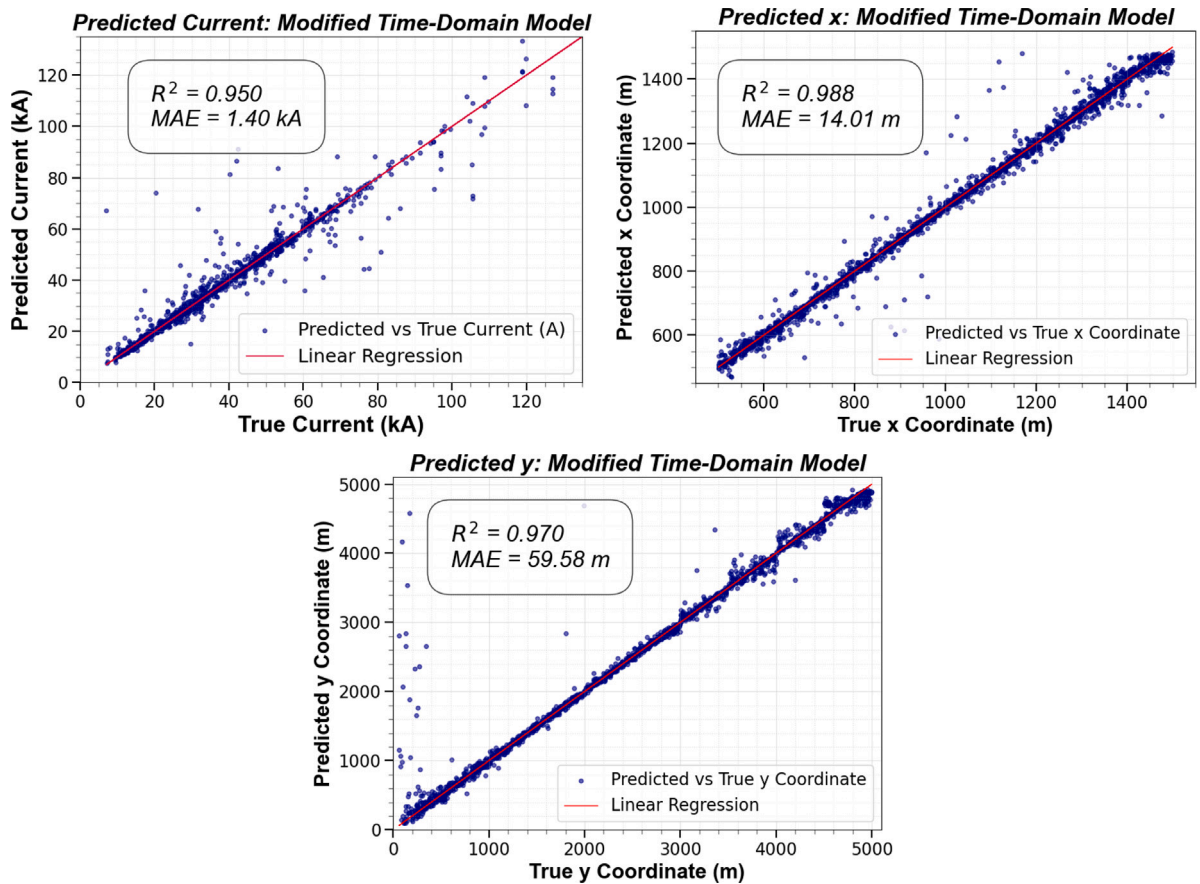 Predicted Current: Modified Time-Domain Model
R² = 0.950
MAE = 1.40 kA
Predicted Current (kA)
120
100
80
60
40
20
0
Predicted vs True Current (A)
Linear Regression
0 20 40 60 80 100 120
True Current (kA)
Predicted x: Modified Time-Domain Model
R² = 0.988
MAE = 14.01 m
Predicted x Coordinate (m)
1400
1200
1000
800
600
Predicted vs True x Coordinate
Linear Regression
600 800 1000 1200 1400
True x Coordinate (m)
Predicted y: Modified Time-Domain Model
R² = 0.970
MAE = 59.58 m
Predicted y Coordinate (m)
5000
4000
3000
2000
1000
0
Predicted vs True y Coordinate
Linear Regression
0 1000 2000 3000 4000 5000
True y Coordinate (m)